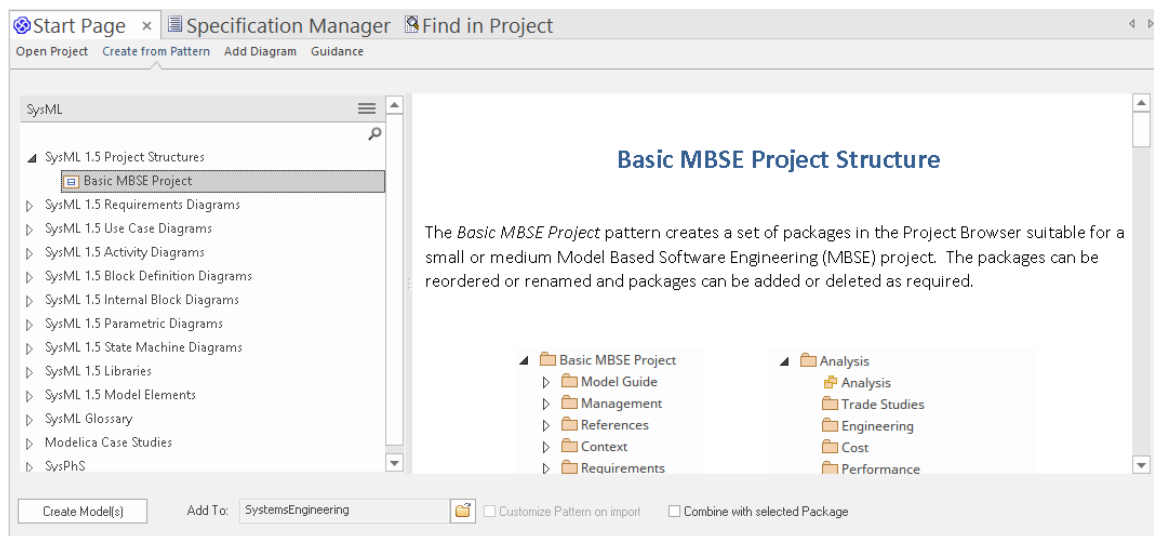 Start Page × Specification Manager Find in Project
Open Project Create from Pattern Add Diagram Guidance
SysML
SysML 1.5 Project Structures
Basic MBSE Project
SysML 1.5 Requirements Diagrams
SysML 1.5 Use Case Diagrams
SysML 1.5 Activity Diagrams
SysML 1.5 Block Definition Diagrams
SysML 1.5 Internal Block Diagrams
SysML 1.5 Parametric Diagrams
SysML 1.5 State Machine Diagrams
SysML 1.5 Libraries
SysML 1.5 Model Elements
SysML Glossary
Modelica Case Studies
SysPhS
Basic MBSE Project Structure
The Basic MBSE Project pattern creates a set of packages in the Project Browser suitable for a
small or medium Model Based Software Engineering (MBSE) project. The packages can be
reordered or renamed and packages can be added or deleted as required.
Basic MBSE Project
Model Guide
Management
References
Context
Requirements
Analysis
Analysis
Trade Studies
Engineering
Cost
Performance
Create Model(s) Add To: SystemsEngineering Customize Pattern on import Combine with selected Package